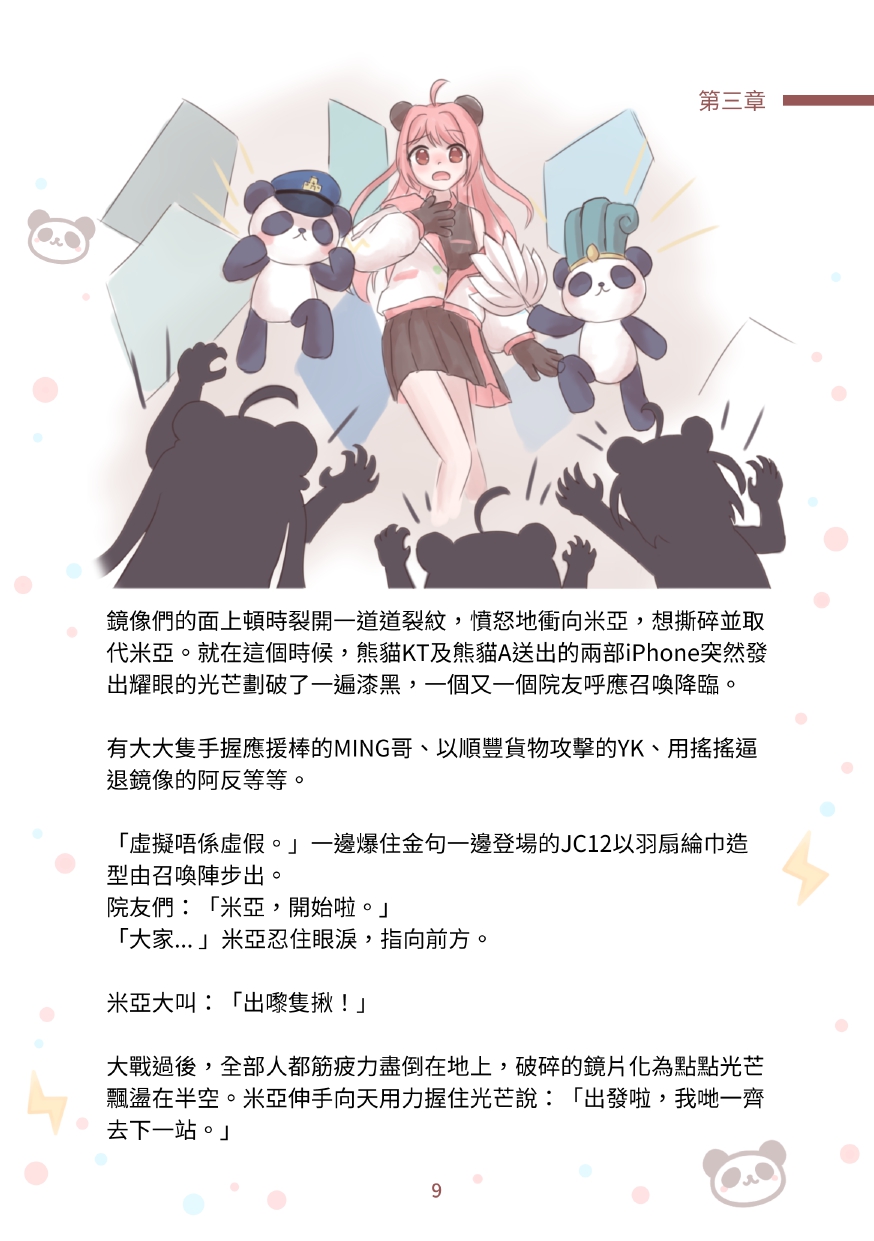 第三章
鏡像們的面上頓時裂開一道道裂紋，憤怒地衝向米亞，想撕碎並取
代米亞。就在這個時候，熊貓KT及熊貓A送出的兩部iPhone突然發
出耀眼的光芒劃破了一遍漆黑，一個又一個院友呼應召喚降臨。
有大大隻手握應援棒的MING哥、以順豐貨物攻擊的YK、用搖搖逼
退鏡像的阿反等等。
「虛擬唔係虛假。」一邊爆住金句一邊登場的JC12以羽扇綸巾造
型由召喚陣步出。
院友們：「米亞，開始啦。」
「大家... 」米亞忍住眼淚，指向前方。
米亞大叫：「出嚟隻揪！」
大戰過後，全部人都筋疲力盡倒在地上，破碎的鏡片化為點點光芒
飄盪在半空。米亞伸手向天用力握住光芒說：「出發啦，我哋一齊
去下一站。」
9